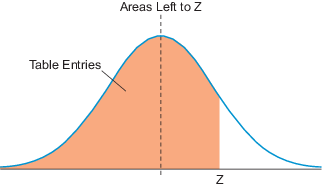 Areas Left to Z
Table Entries
Z